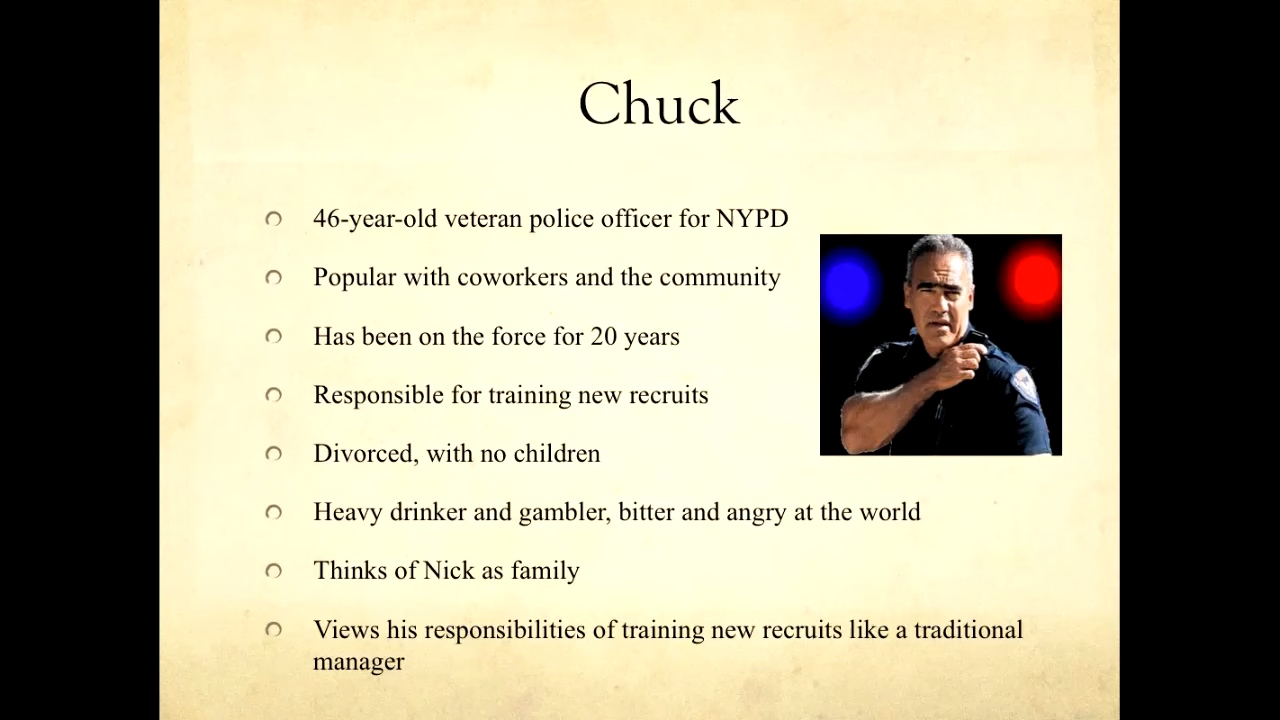 Chuck
46-year-old veteran police officer for NYPD
Popular with coworkers and the community
Has been on the force for 20 years
Responsible for training new recruits
Divorced, with no children
Heavy drinker and gambler, bitter and angry at the world
Thinks of Nick as family
Views his responsibilities of training new recruits like a traditional
manager